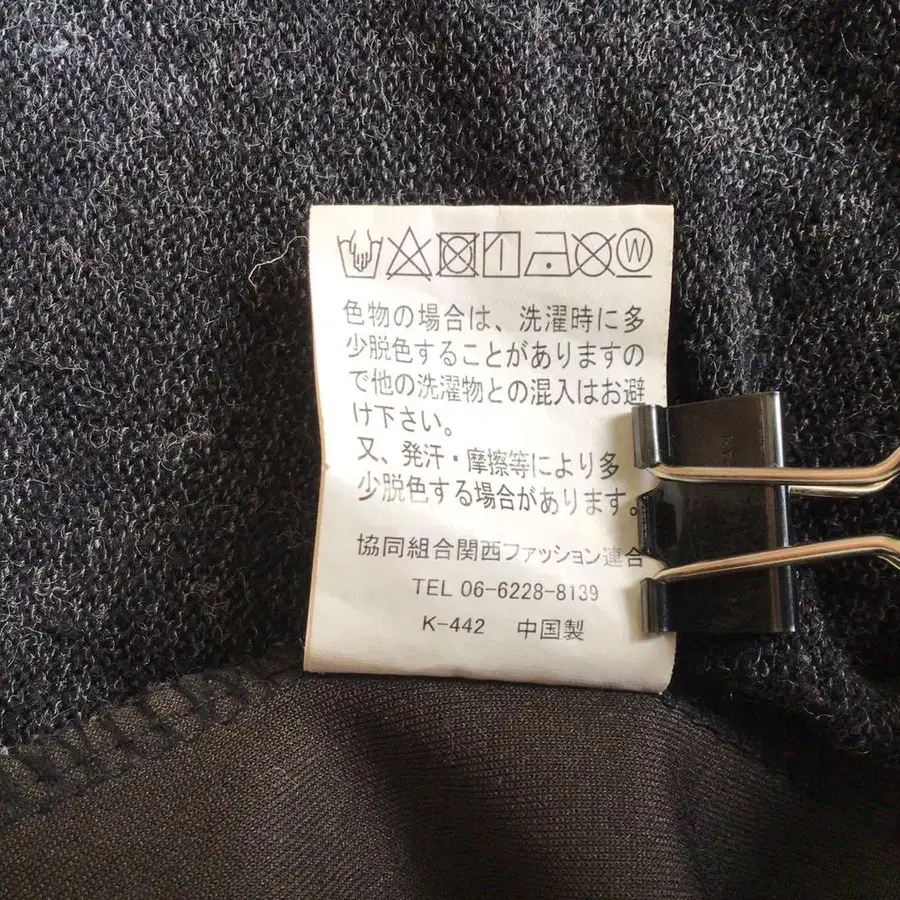 W
色物の場合は、洗濯時に多
少脱色することがありますの
で他の洗濯物との混入はお避
け下さい。
又、発汗・摩擦等により多
少脱色する場合があります。
協同組合関西ファッション連合
TEL 06-6228-8139
K-442 中国製